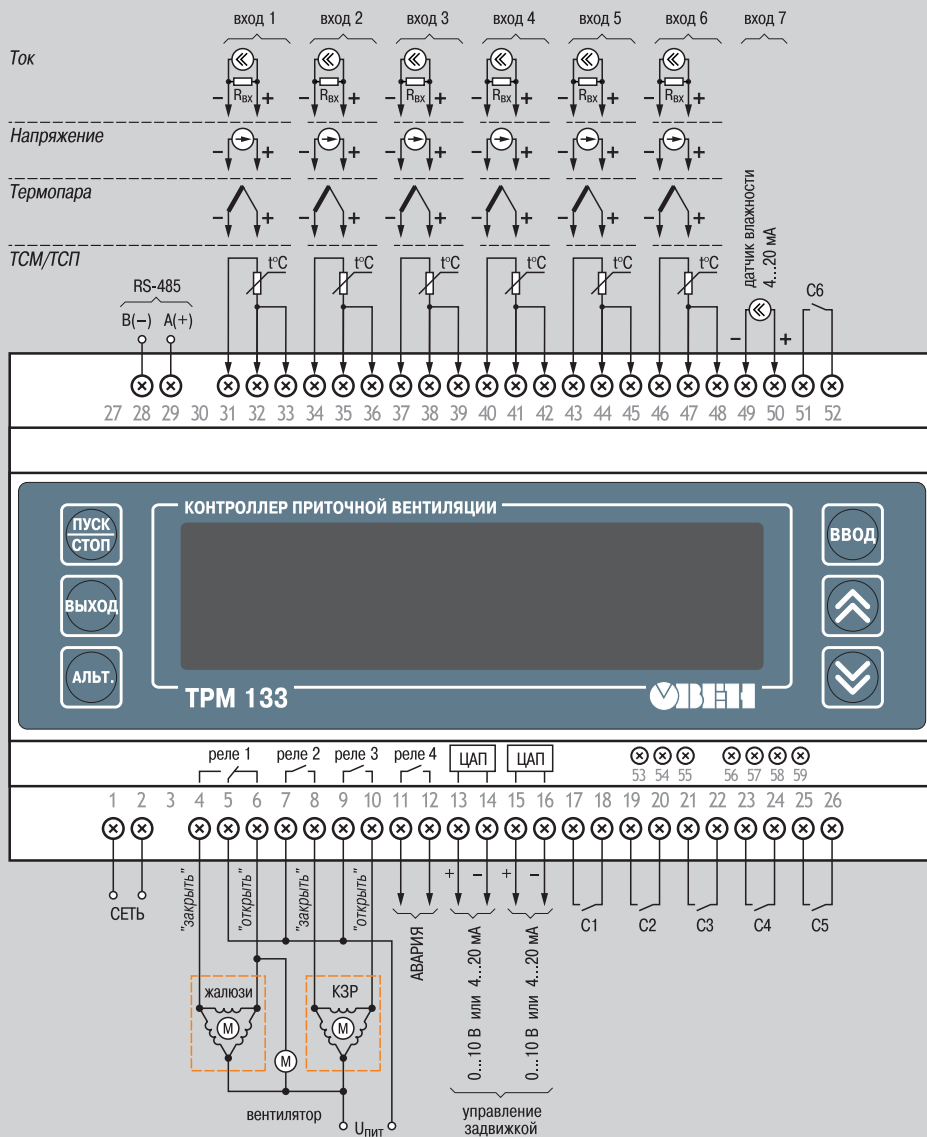 вход 1 вход 2 вход 3 вход 4 вход 5 вход 6 вход 7
Ток
Rвх Rвх Rвх Rвх Rвх Rвх
− + − + − + − + − + − +
Напряжение
− + − + − + − + − + − +
Термопара
− + − + − + − + − + − +
ТСМ/ТСП
t°C t°C t°C t°C t°C t°C
датчик влажности
4...20 мА
− +
C6
RS-485
B(−) A(+)
27 28 29 30 31 32 33 34 35 36 37 38 39 40 41 42 43 44 45 46 47 48 49 50 51 52
КОНТРОЛЛЕР ПРИТОЧНОЙ ВЕНТИЛЯЦИИ
ПУСК
СТОП
ВЫХОД
АЛЬТ.
ВВОД
ТРМ 133
ОВЕН
реле 1 реле 2 реле 3 реле 4 ЦАП ЦАП
53 54 55 56 57 58 59
1 2 3 4 5 6 7 8 9 10 11 12 13 14 15 16 17 18 19 20 21 22 23 24 25 26
СЕТЬ
"закрыть"
"открыть"
"закрыть"
"открыть"
+ − + −
АВАРИЯ
0...10 В или 4...20 мА
0...10 В или 4...20 мА
C1 C2 C3 C4 C5
жалюзи КЗР
М М
М
вентилятор
Uпит
управление
задвижкой